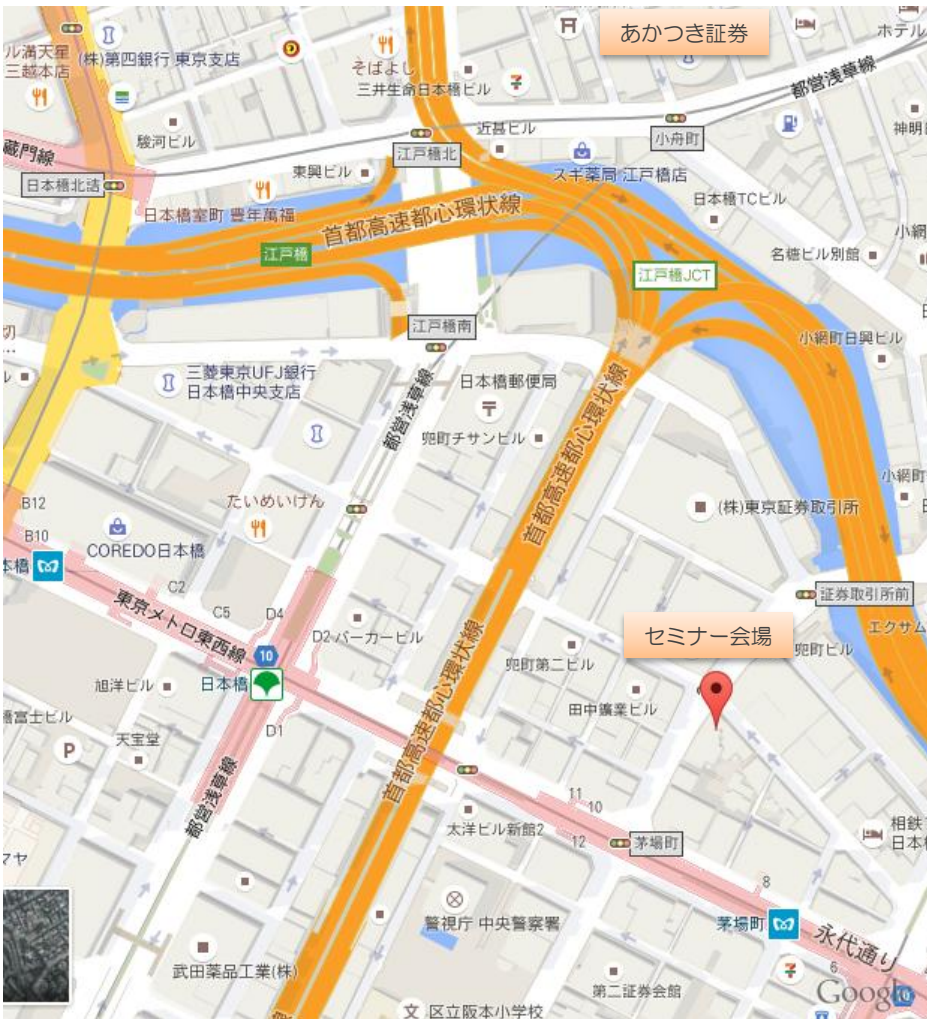 あかつき証券
ホテル
ル満天星
三越本店
(株)第四銀行 東京支店
そばよし
三井生命日本橋ビル
都営浅草線
蔵門線
駿河ビル
江戸橋北
近甚ビル
小舟町
神明
日本橋北詰
東興ビル
スギ薬局 江戸橋店
日本橋TCビル
日本橋室町 豊年萬福
首都高速都心環状線
江戸橋
小網
名糖ビル別館
江戸橋JCT
江戸橋南
切
小網町日興ビル
三菱東京UFJ銀行
日本橋中央支店
都営浅草線
日本橋郵便局
兜町チサンビル
首都高速都心環状線
小網町
たいめいけん
(株)東京証券取引所
B12
B10
COREDO日本橋
本橋
C2
東京メトロ東西線
C5
D4
証券取引所前
エクサム
セミナー会場
D2
パーカービル
10
兜町第二ビル
兜町ビル
旭洋ビル
日本橋
首都高速都心環状線
田中鑛業ビル
橋富士ビル
天宝堂
D1
P
都営浅草線
11
10
太洋ビル新館2
12
茅場町
相鉄
日本
マヤ
8
警視庁 中央警察署
茅場町
永代通り
武田薬品工業(株)
6
第二証券会館
Google
10
文
区立阪本小学校